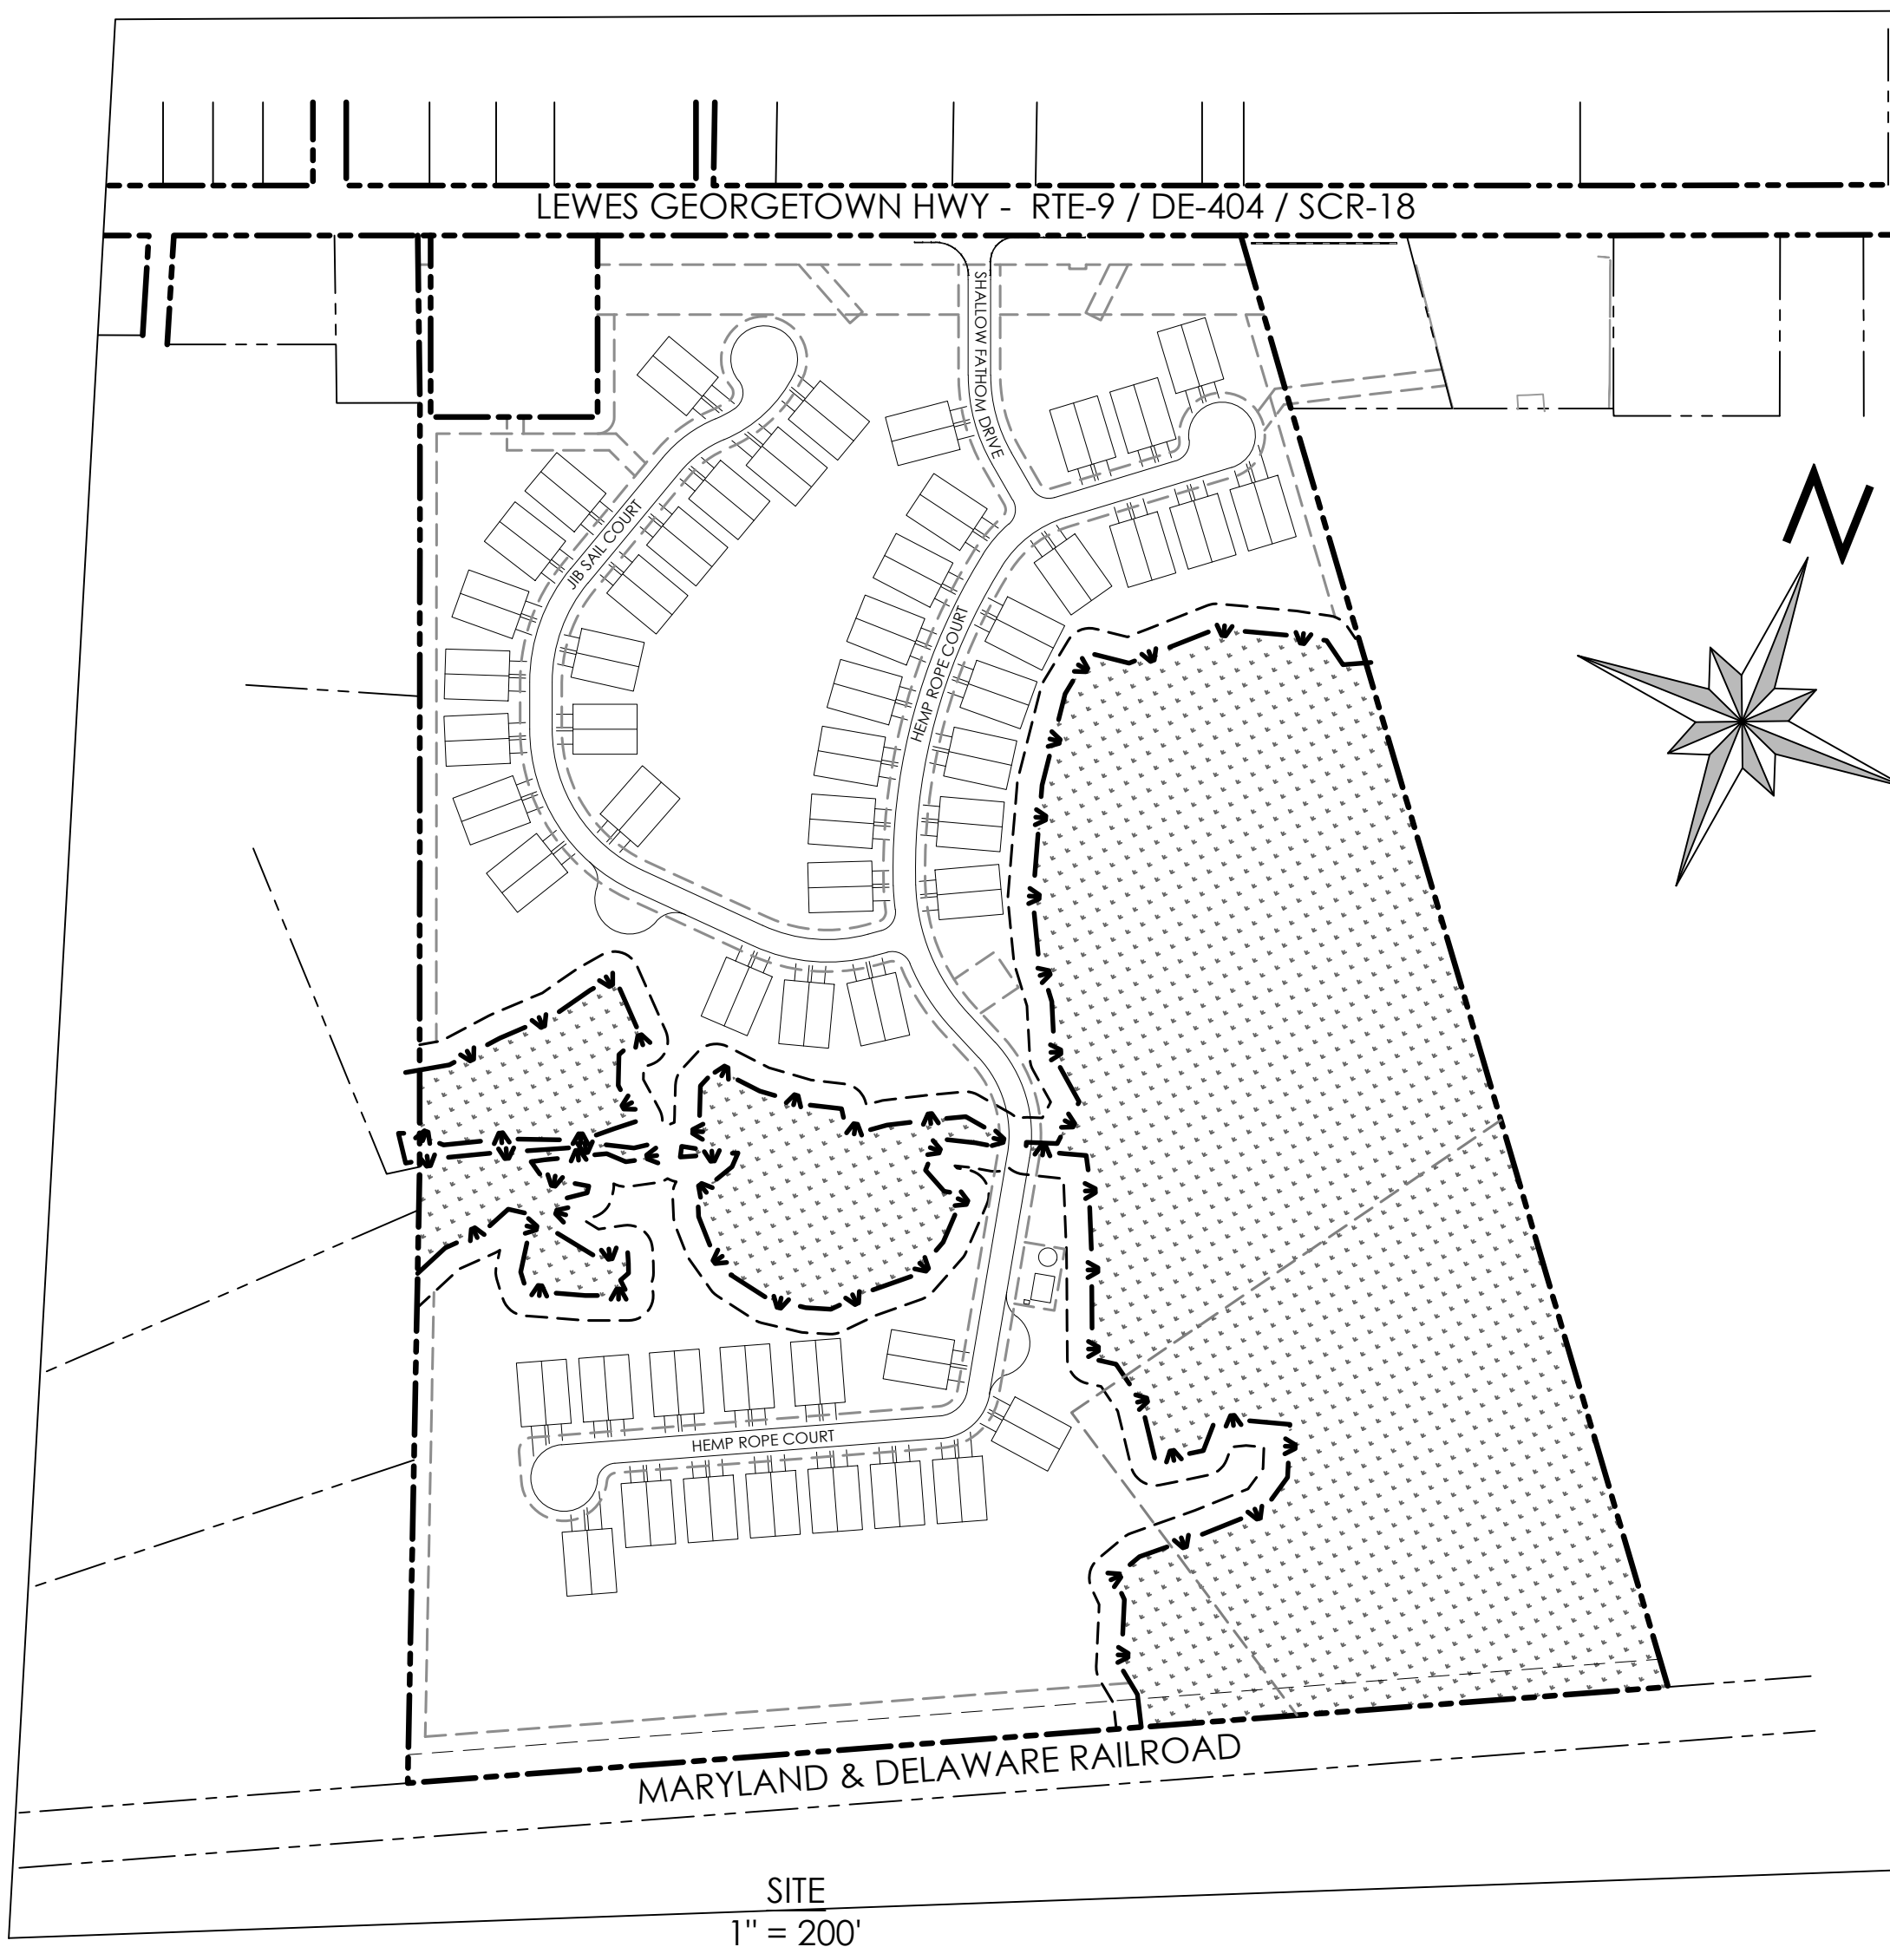 LEWES GEORGETOWN HWY - RTE-9 / DE-404 / SCR-18
SHALLOW FATHOM DRIVE
JIB SAIL COURT
HEMP ROPE COURT
N
HEMP ROPE COURT
MARYLAND & DELAWARE RAILROAD
SITE
1" = 200'